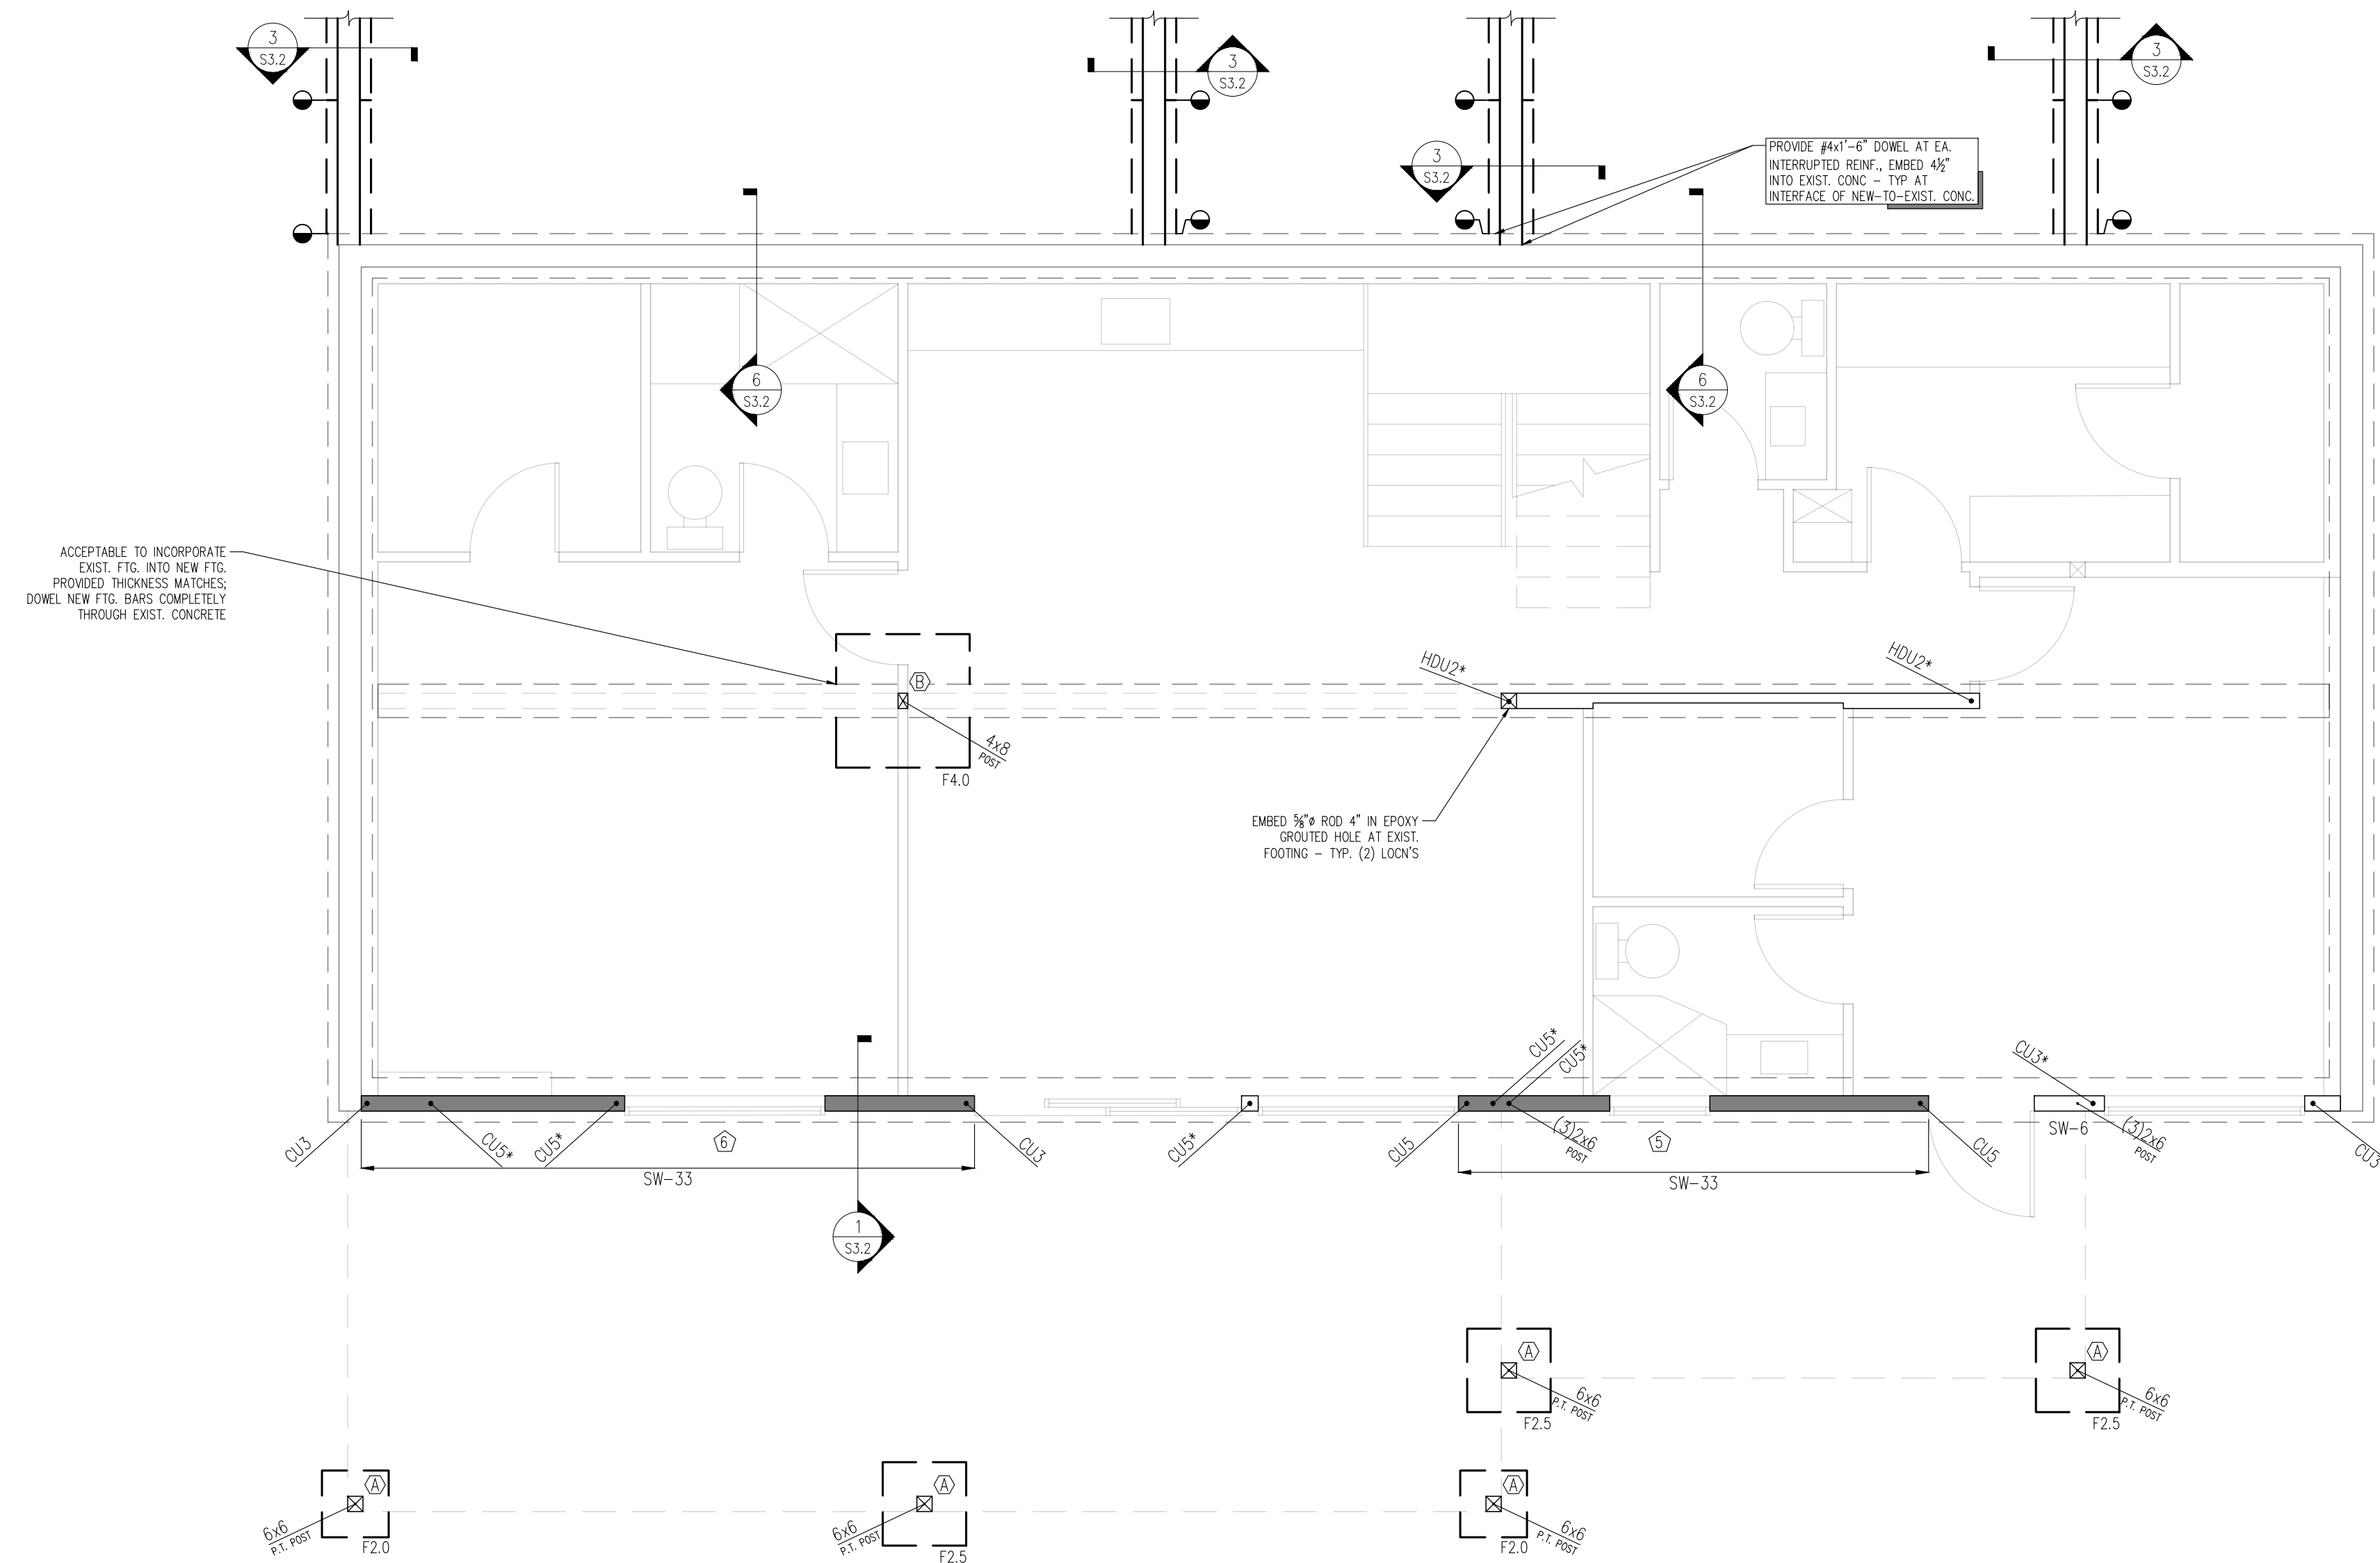 3
S3.2
3
S3.2
3
S3.2
3
S3.2
PROVIDE #4x1'-6" DOWEL AT EA.
INTERRUPTED REINF., EMBED 4½"
INTO EXIST. CONC - TYP AT
INTERFACE OF NEW-TO-EXIST. CONC.
6
S3.2
6
S3.2
ACCEPTABLE TO INCORPORATE
EXIST. FTG. INTO NEW FTG.
PROVIDED THICKNESS MATCHES;
DOWEL NEW FTG. BARS COMPLETELY
THROUGH EXIST. CONCRETE
B
4x8
POST
F4.0
HDU2*
HDU2*
EMBED ⅝"ø ROD 4" IN EPOXY
GROUTED HOLE AT EXIST.
FOOTING - TYP. (2) LOCN'S
CU3
CU5*
CU5*
6
CU3
SW-33
CU5*
CU5*
CU5*
CU5
(3)2x6
POST
5
CU5
SW-33
CU3*
SW-6
(3)2x6
POST
CU3
1
S3.2
A
6x6
P.T. POST
F2.5
A
6x6
P.T. POST
F2.5
A
6x6
P.T. POST
F2.0
A
6x6
P.T. POST
F2.5
A
6x6
P.T. POST
F2.0